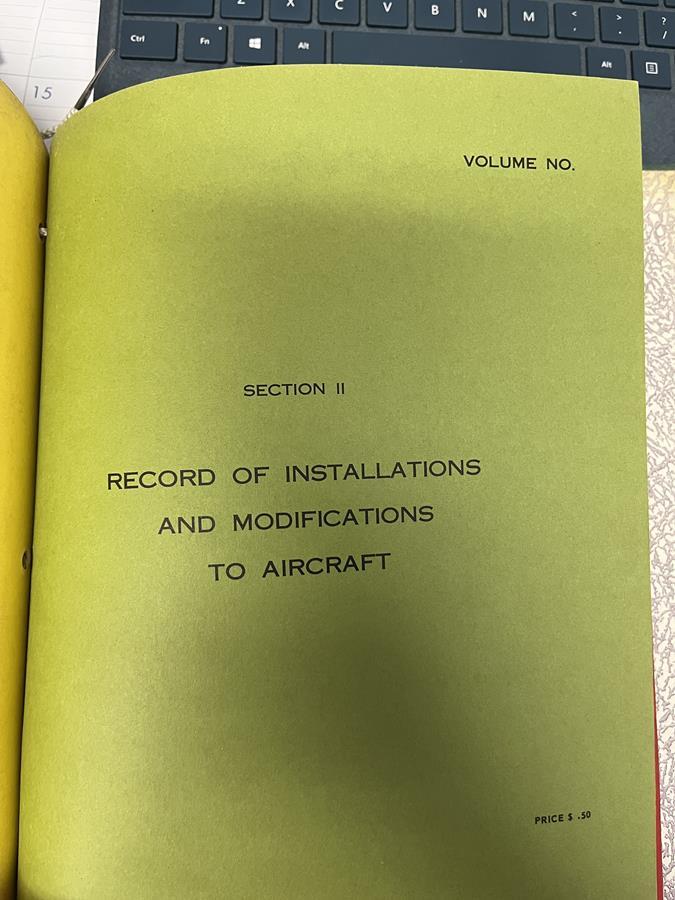 Z X C V B N M < , > . ? /
Ctrl Fn Alt Alt
15
VOLUME NO.
SECTION II
RECORD OF INSTALLATIONS
AND MODIFICATIONS
TO AIRCRAFT
PRICE $ .50